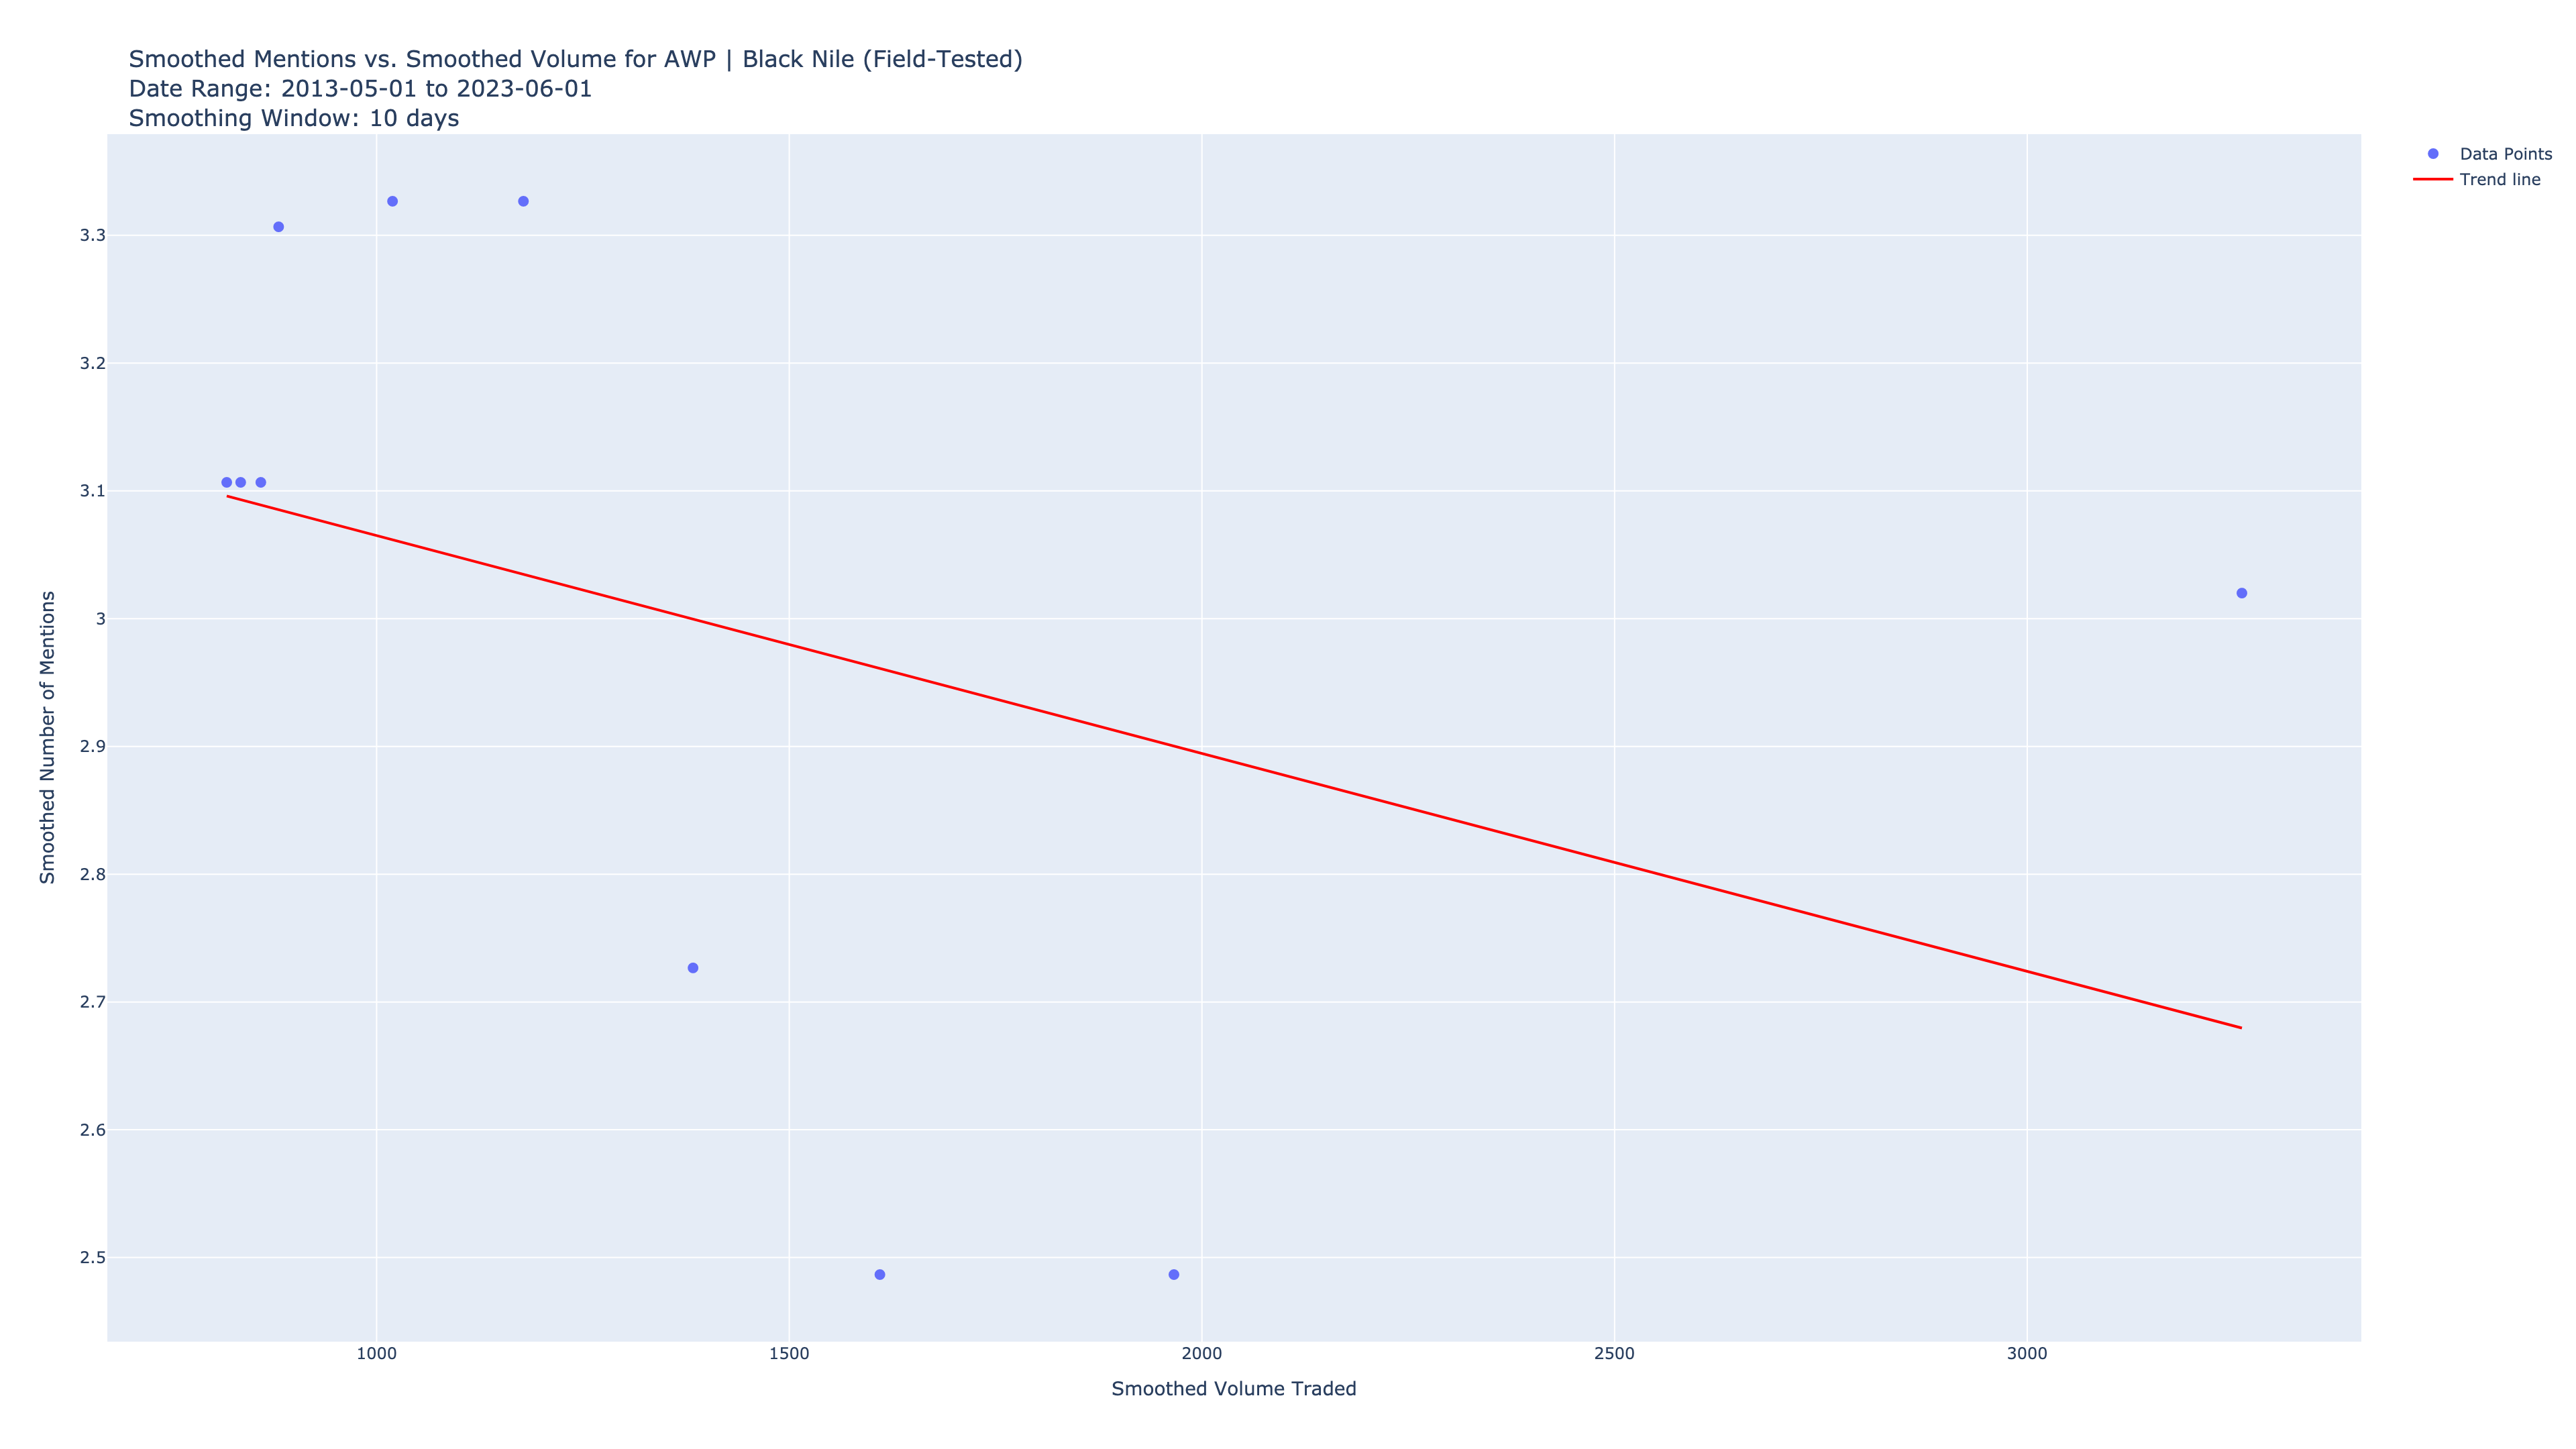 Smoothed Mentions vs. Smoothed Volume for AWP | Black Nile (Field-Tested)
Date Range: 2013-05-01 to 2023-06-01
Smoothing Window: 10 days
Data Points
Trend line
3.3
3.2
3.1
3
2.9
2.8
2.7
2.6
2.5
Smoothed Number of Mentions
1000
1500
2000
2500
3000
Smoothed Volume Traded